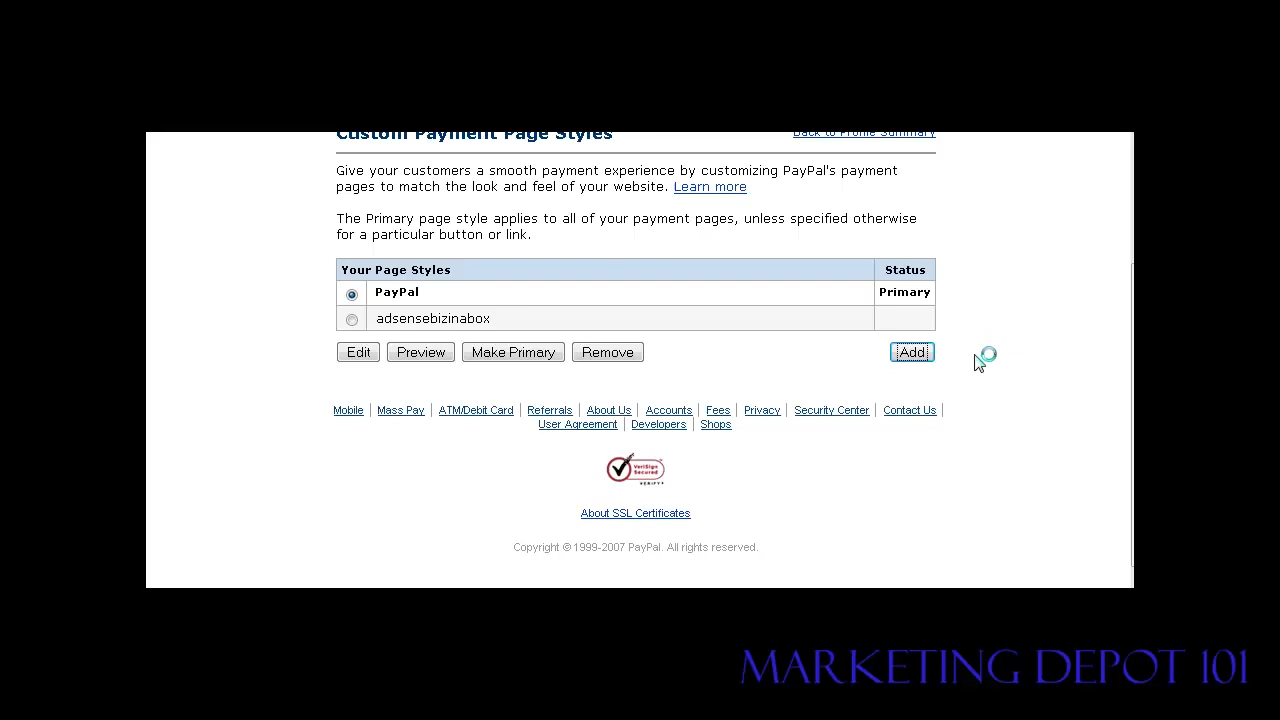 Custom Payment Page Styles
Back to Profile Summary
Give your customers a smooth payment experience by customizing PayPal's payment
pages to match the look and feel of your website. Learn more
The Primary page style applies to all of your payment pages, unless specified otherwise
for a particular button or link.
Your Page Styles Status
PayPal Primary
adsensebizinabox
Edit Preview Make Primary Remove Add
Mobile | Mass Pay | ATM/Debit Card | Referrals | About Us | Accounts | Fees | Privacy | Security Center | Contact Us |
User Agreement | Developers | Shops
VeriSign
Secured
VERIFY
About SSL Certificates
Copyright © 1999-2007 PayPal. All rights reserved.
MARKETING DEPOT 101